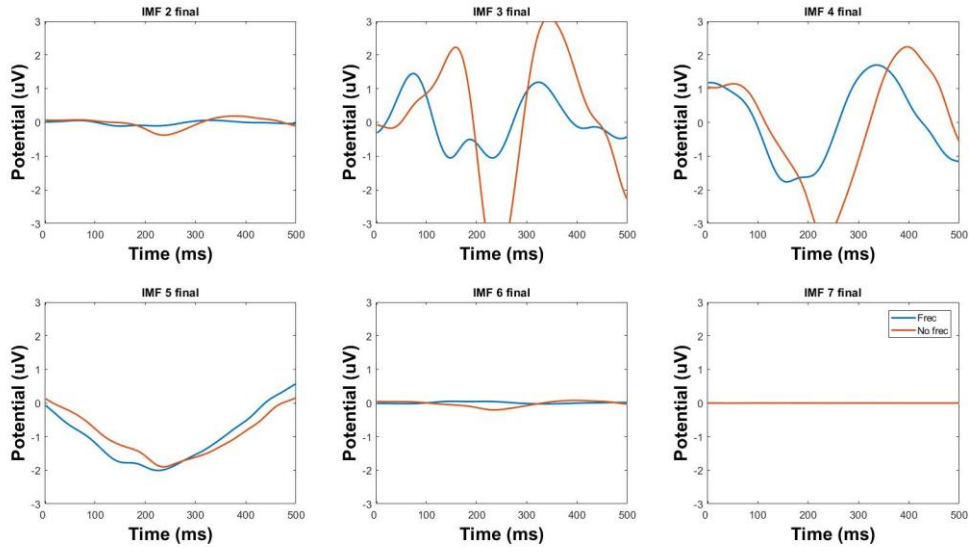 IMF 2 final
3
2
1
0
-1
-2
-3
Potential (uV)
0 100 200 300 400 500
Time (ms)
IMF 3 final
3
2
1
0
-1
-2
-3
Potential (uV)
0 100 200 300 400 500
Time (ms)
IMF 4 final
3
2
1
0
-1
-2
-3
Potential (uV)
0 100 200 300 400 500
Time (ms)
IMF 5 final
3
2
1
0
-1
-2
-3
Potential (uV)
0 100 200 300 400 500
Time (ms)
IMF 6 final
3
2
1
0
-1
-2
-3
Potential (uV)
0 100 200 300 400 500
Time (ms)
IMF 7 final
Frec
No frec
3
2
1
0
-1
-2
-3
Potential (uV)
0 100 200 300 400 500
Time (ms)